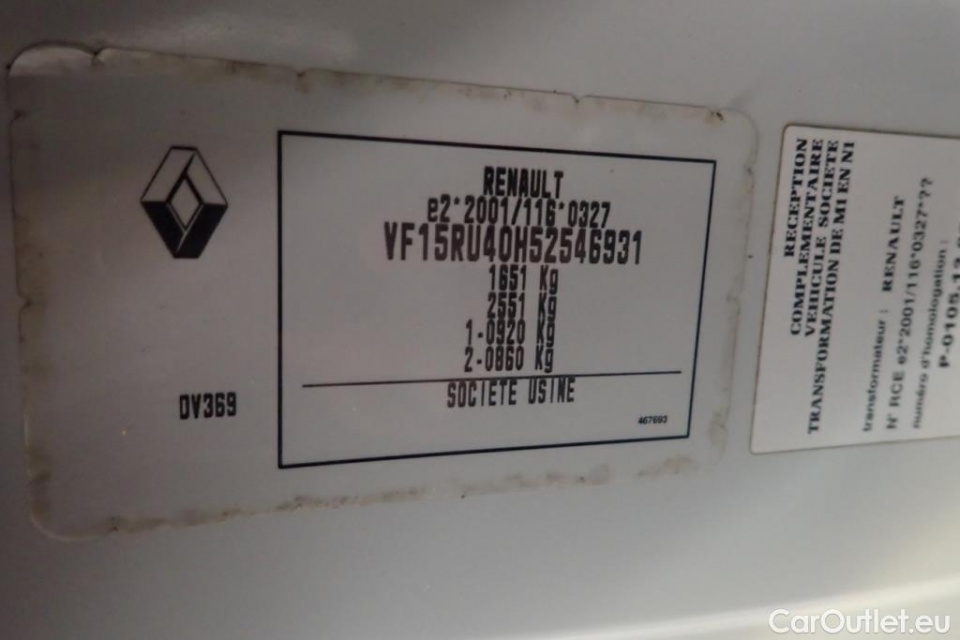 RENAULT
e2*2001/116*0327
VF15RU40H52546931
1651 Kg
2551 Kg
1-0920 Kg
2-0860 Kg
SOCIETE USINE
DV369
467693
RECEPTION
COMPLEMENTAIRE
VEHICULE SOCIETE
TRANSFORMATION DE M1 EN N1
transformateur : RENAULT
N° RCE e2*2001/116*0327*??
numéro d'homologation :
P-0105.13
CarOutlet.eu